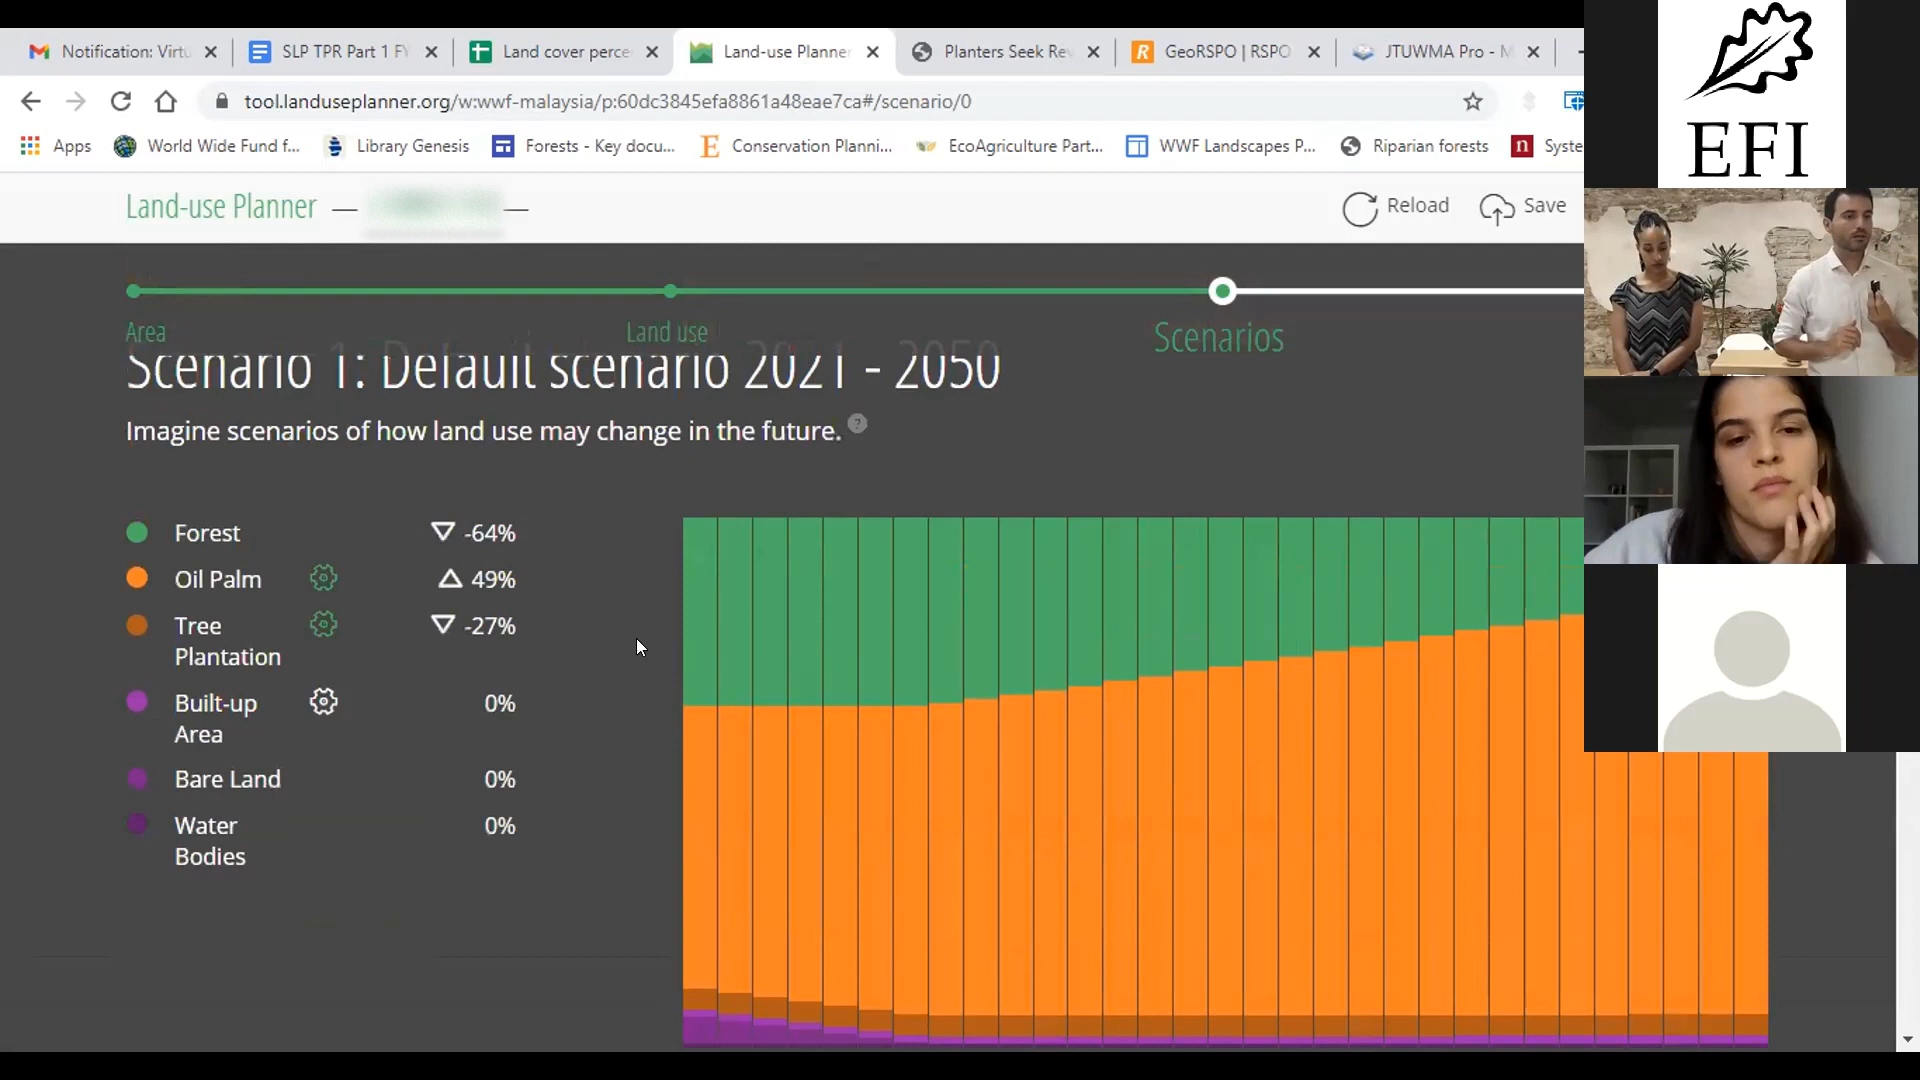 Notification: Virtu
SLP TPR Part 1 FY
Land cover perce
Land-use Planner
Planters Seek Rev
GeoRSPO | RSPO
JTUWMA Pro - M
tool.landuseplanner.org/w:wwf-malaysia/p:60dc3845efa8861a48eae7ca#/scenario/0
Apps
World Wide Fund f...
Library Genesis
Forests - Key docu...
Conservation Planni...
EcoAgriculture Part...
WWF Landscapes P...
Riparian forests
Syste
Land-use Planner — —
Reload
Save
Area
Land use
Scenarios
Scenario 1: Default scenario 2021 - 2050
Imagine scenarios of how land use may change in the future. ?
Forest -64%
Oil Palm 49%
Tree -27%
Plantation
Built-up 0%
Area
Bare Land 0%
Water 0%
Bodies
EFI